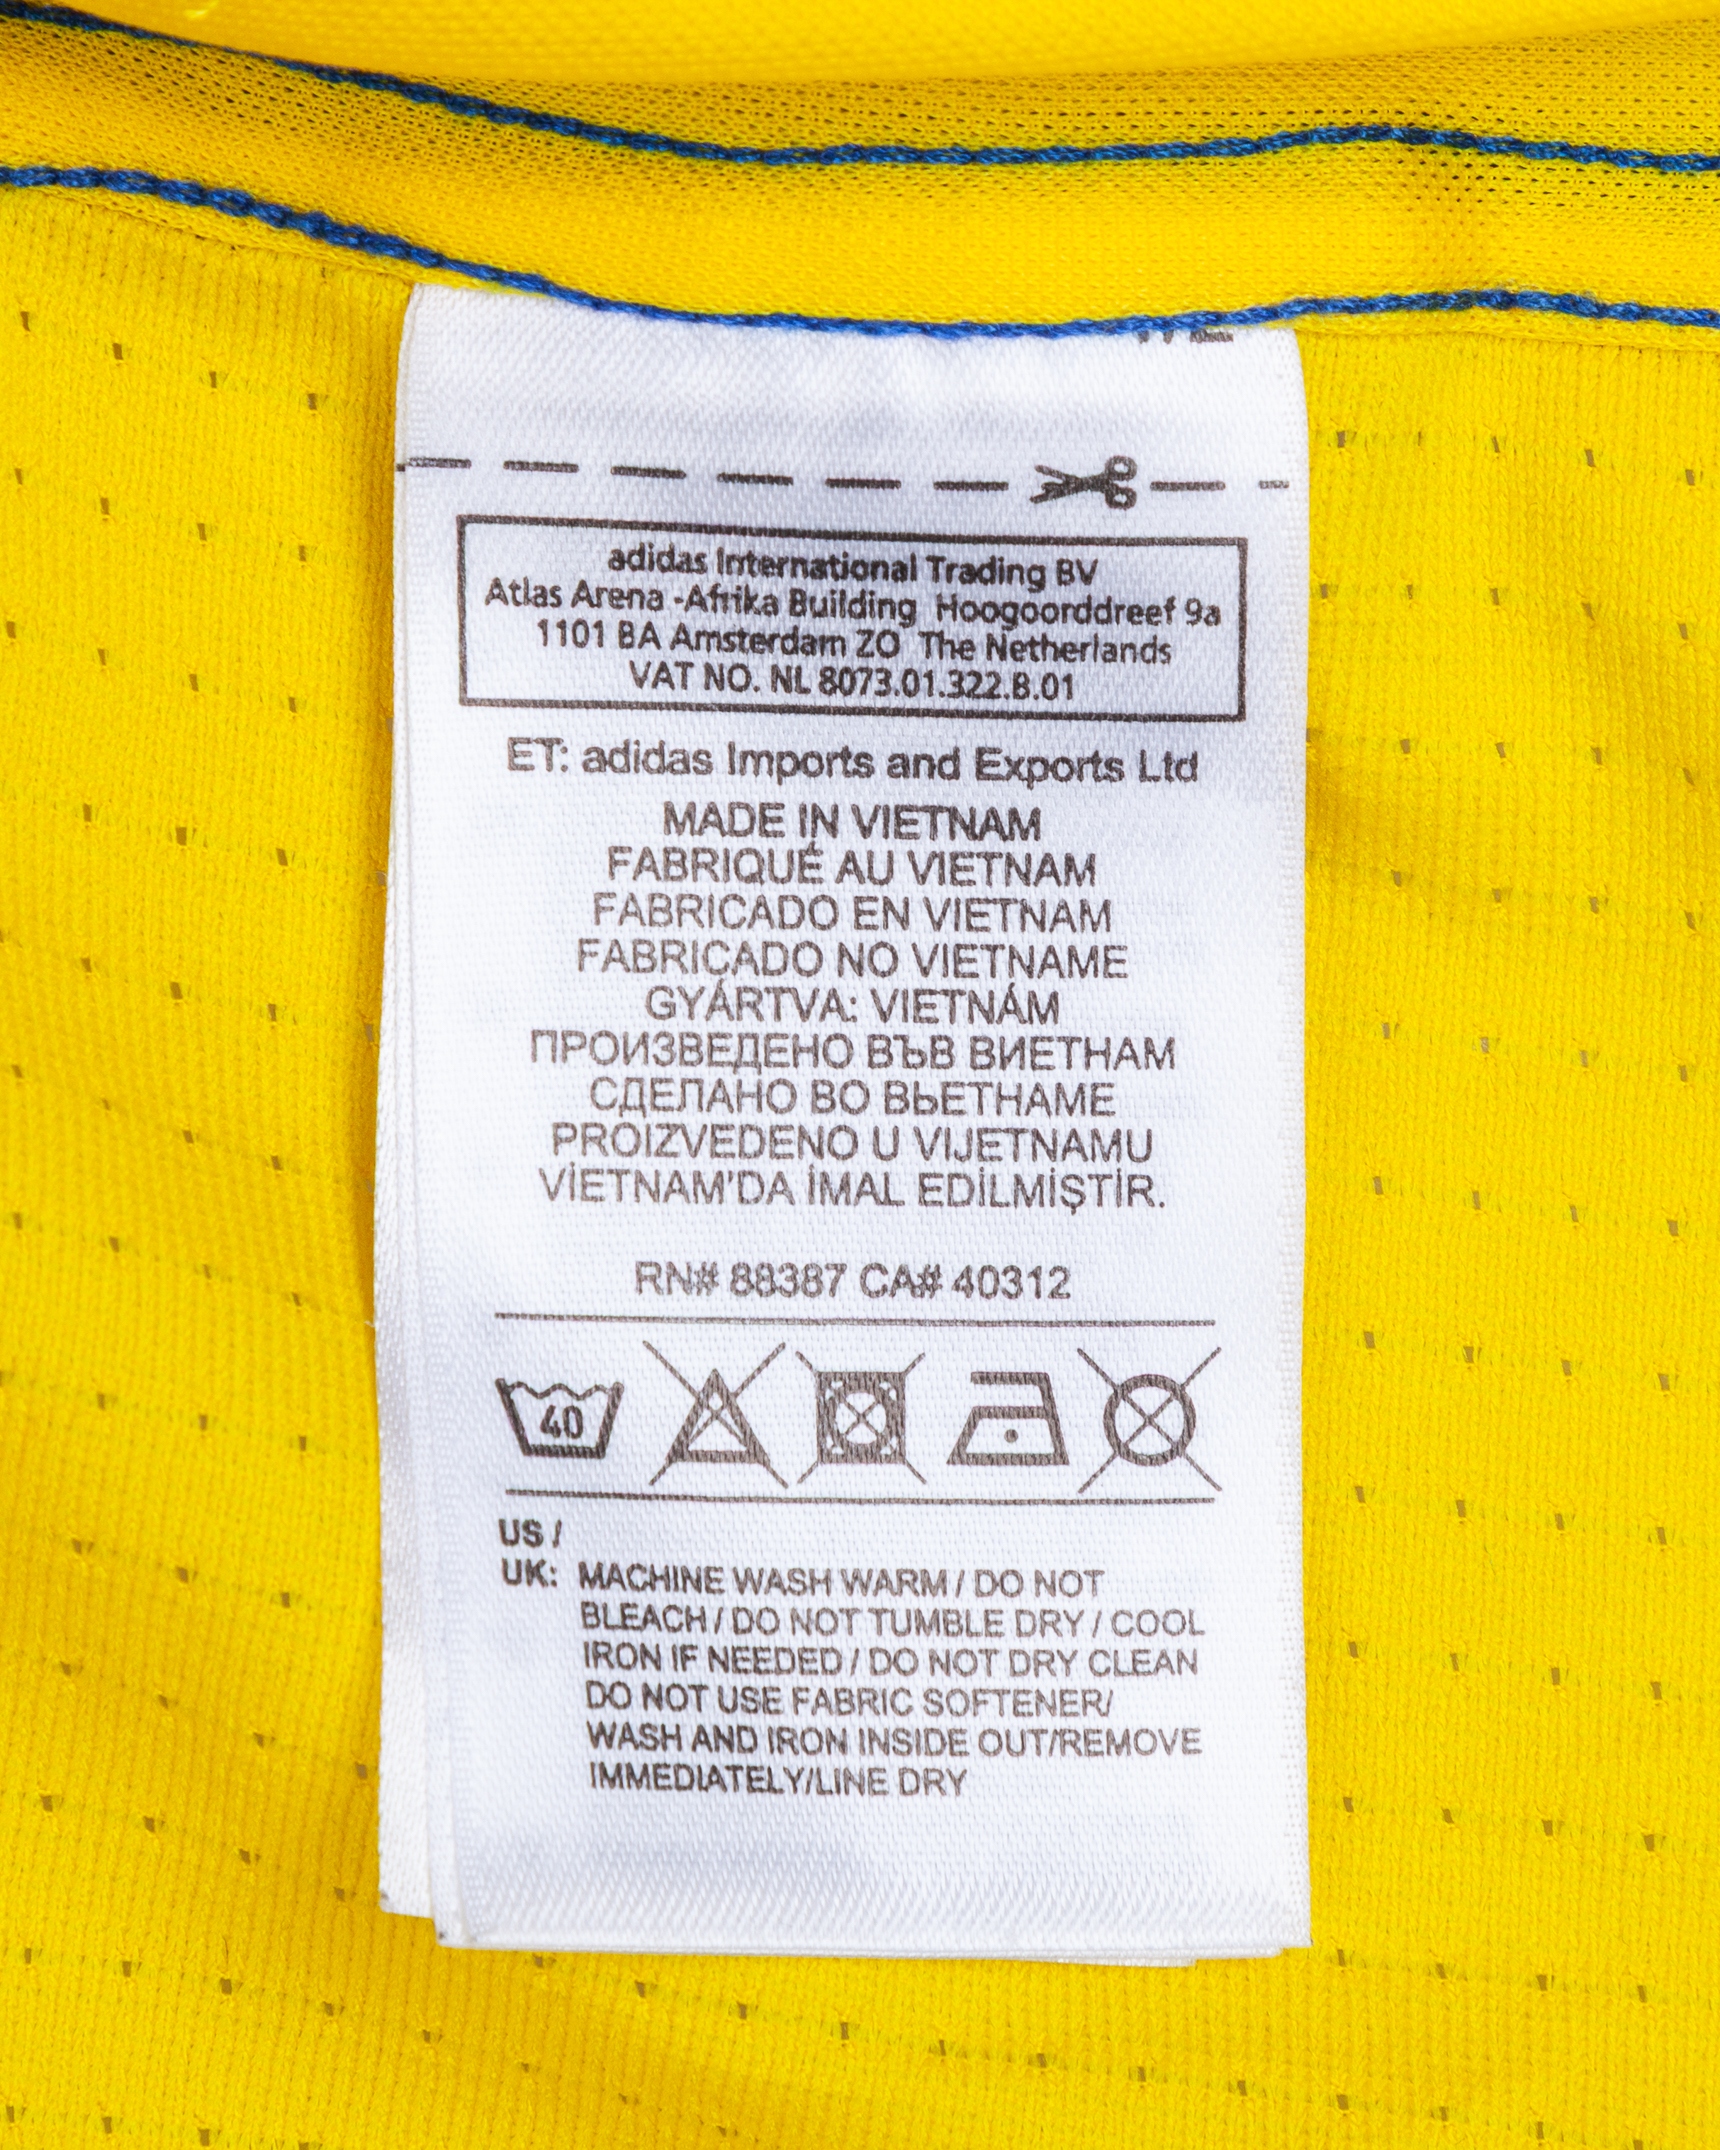 adidas International Trading BV
Atlas Arena -Afrika Building Hoogoorddreef 9a
1101 BA Amsterdam ZO The Netherlands
VAT NO. NL 8073.01.322.B.01
ET: adidas Imports and Exports Ltd
MADE IN VIETNAM
FABRIQUÉ AU VIETNAM
FABRICADO EN VIETNAM
FABRICADO NO VIETNAME
GYÁRTVA: VIETNÁM
ПРОИЗВЕДЕНО ВЪВ ВИЕТНАМ
СДЕЛАНО ВО ВЬЕТНАМЕ
PROIZVEDENO U VIJETNAMU
VİETNAM'DA İMAL EDİLMİŞTİR.
RN# 88387 CA# 40312
40
US /
UK: MACHINE WASH WARM / DO NOT
BLEACH / DO NOT TUMBLE DRY / COOL
IRON IF NEEDED / DO NOT DRY CLEAN
DO NOT USE FABRIC SOFTENER/
WASH AND IRON INSIDE OUT/REMOVE
IMMEDIATELY/LINE DRY